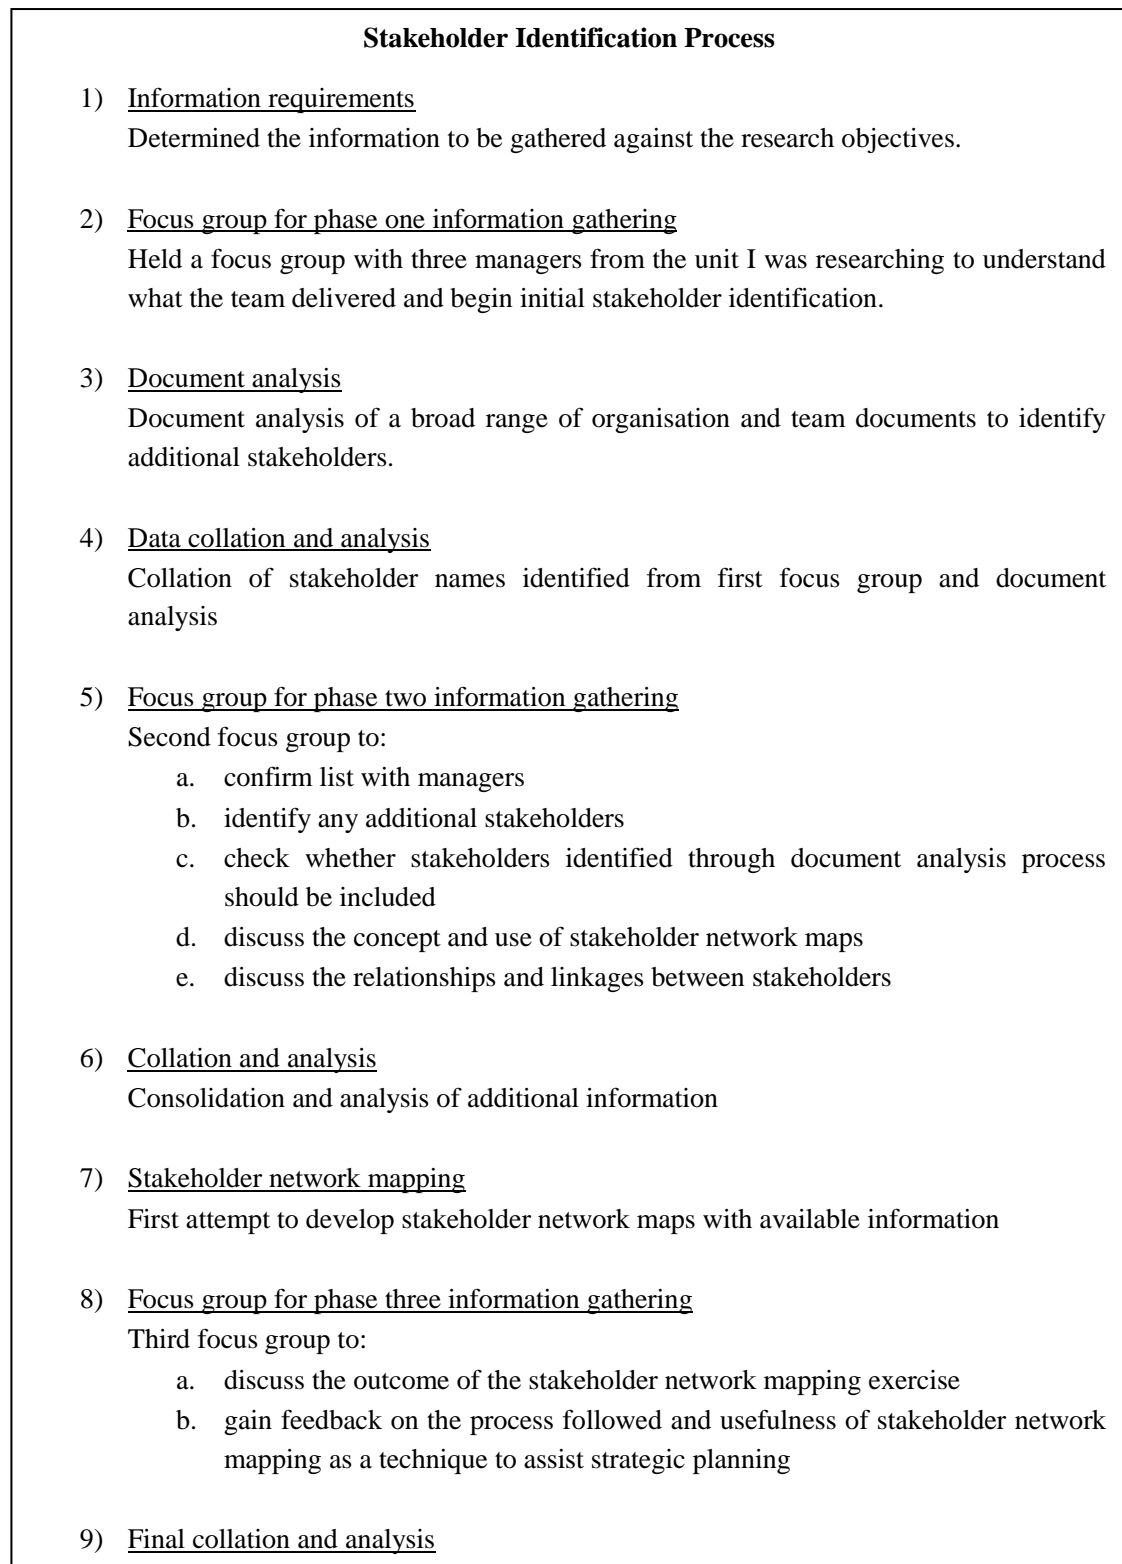 Stakeholder Identification Process
1) Information requirements
Determined the information to be gathered against the research objectives.
2) Focus group for phase one information gathering
Held a focus group with three managers from the unit I was researching to understand
what the team delivered and begin initial stakeholder identification.
3) Document analysis
Document analysis of a broad range of organisation and team documents to identify
additional stakeholders.
4) Data collation and analysis
Collation of stakeholder names identified from first focus group and document
analysis
5) Focus group for phase two information gathering
Second focus group to:
a. confirm list with managers
b. identify any additional stakeholders
c. check whether stakeholders identified through document analysis process
should be included
d. discuss the concept and use of stakeholder network maps
e. discuss the relationships and linkages between stakeholders
6) Collation and analysis
Consolidation and analysis of additional information
7) Stakeholder network mapping
First attempt to develop stakeholder network maps with available information
8) Focus group for phase three information gathering
Third focus group to:
a. discuss the outcome of the stakeholder network mapping exercise
b. gain feedback on the process followed and usefulness of stakeholder network
mapping as a technique to assist strategic planning
9) Final collation and analysis